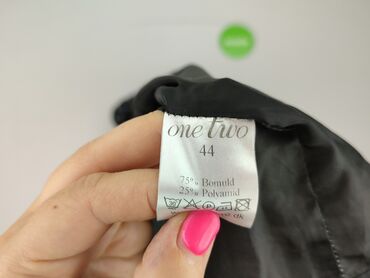 one two
44
75% Bomuld
25% Polyamid